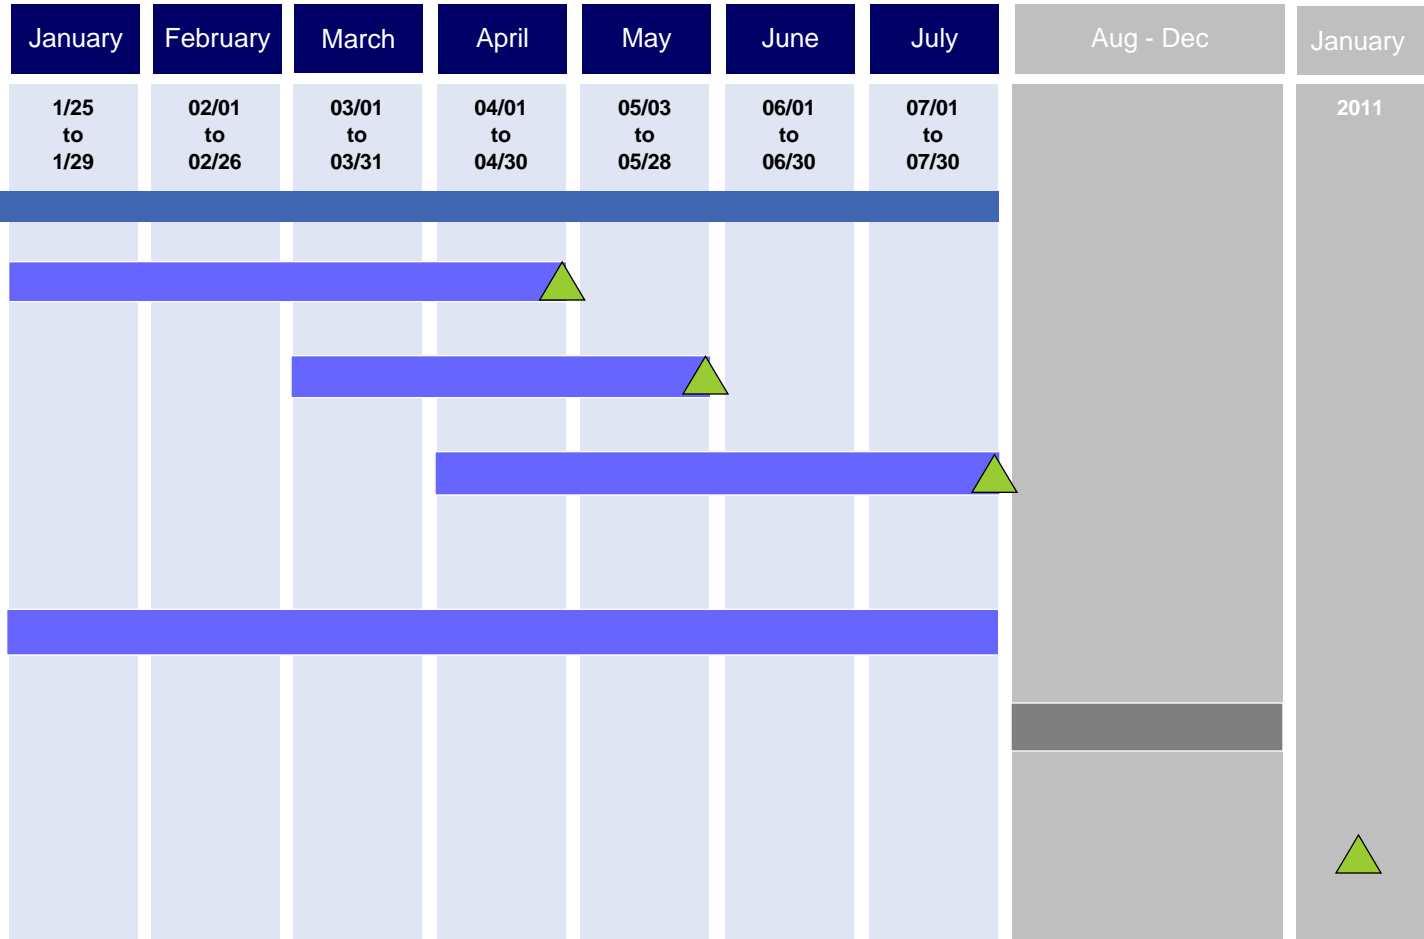 January February March April May June July Aug - Dec January
1/25 02/01 03/01 04/01 05/03 06/01 07/01 2011
to to to to to to to
1/29 02/26 03/31 04/30 05/28 06/30 07/30